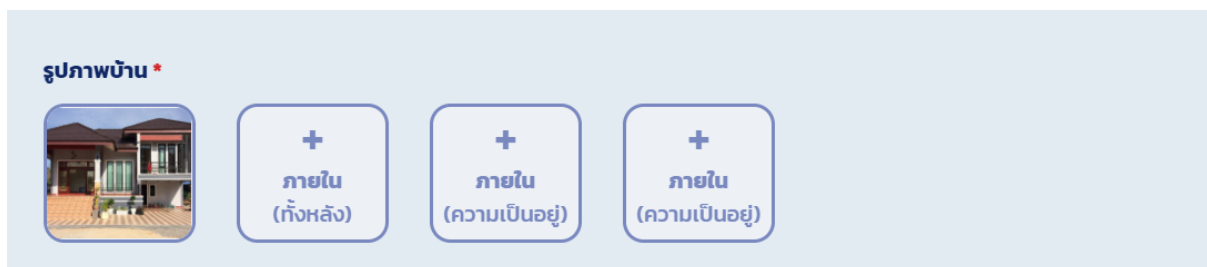 รูปภาพบ้าน *
+
ภายใน
(ทั้งหลัง)
+
ภายใน
(ความเป็นอยู่)
+
ภายใน
(ความเป็นอยู่)